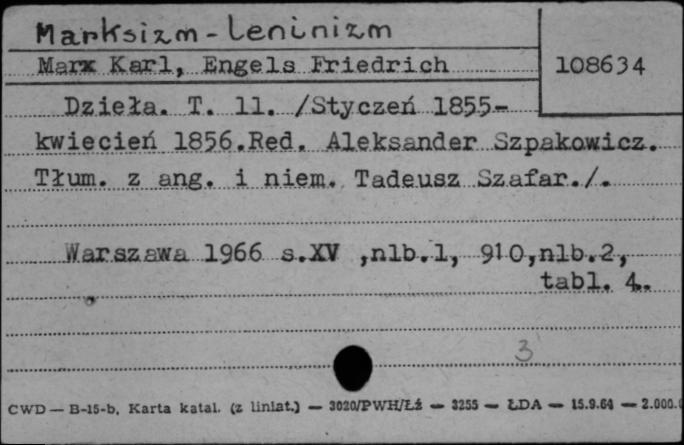 Marksizm-Leninizm
Marx Karl, Engels Friedrich
108634
Dzieła. T. 11. /Styczeń 1855-
kwiecień 1856.Red. Aleksander Szpakowicz.
Tłum. z ang. i niem. Tadeusz Szafar./.
Warszawa 1966 s.XV ,nlb.1, 910,nlb.2,
tabl. 4.
3
CWD — B-15-b. Karta katal. (z liniat.) — 3020/PWH/Łź — 3255 — ŁDA — 15.9.64 — 2.000.0